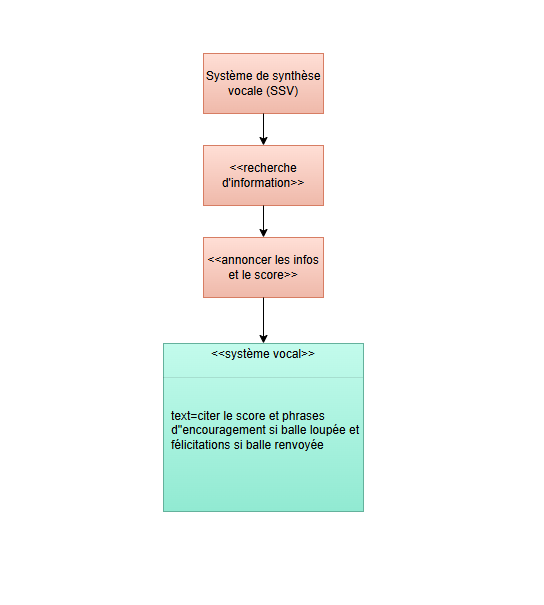 Système de synthèse
vocale (SSV)
<<recherche
d'information>>
<<annoncer les infos
et le score>>
<<système vocal>>
text=citer le score et phrases
d"encouragement si balle loupée et
félicitations si balle renvoyée